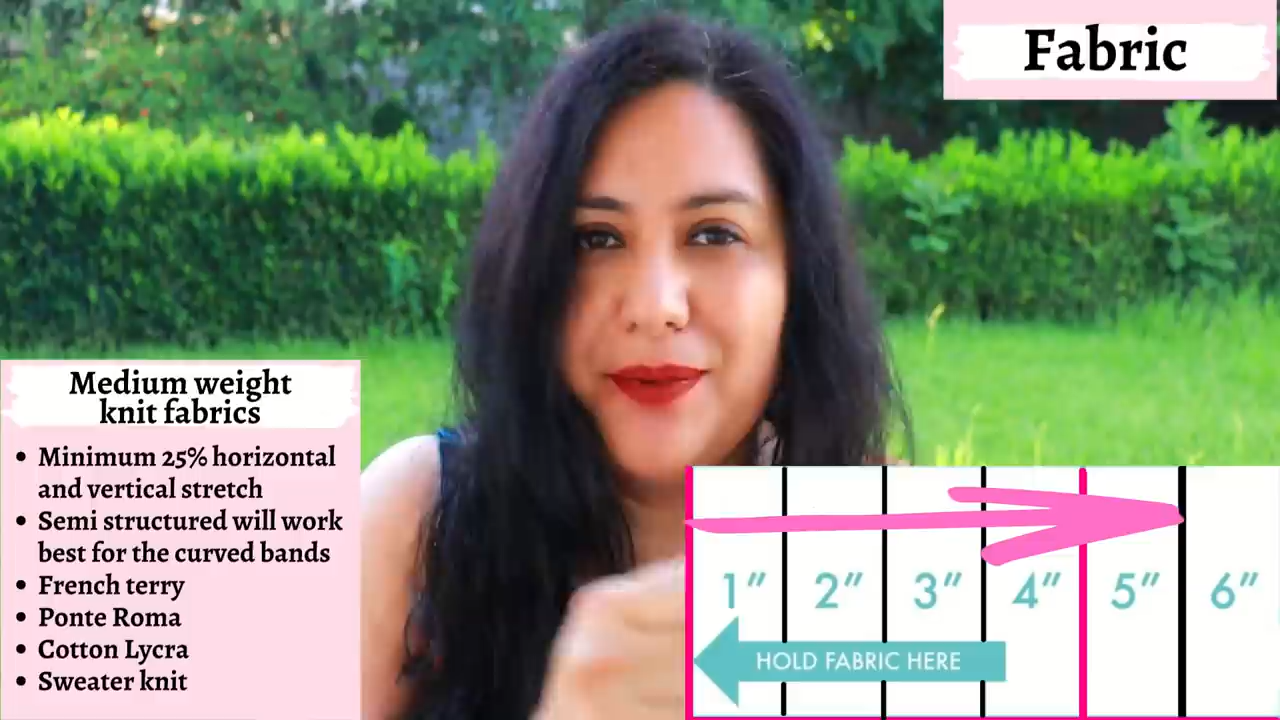 Fabric
Medium weight
knit fabrics
• Minimum 25% horizontal
and vertical stretch
• Semi structured will work
best for the curved bands
• French terry
• Ponte Roma
• Cotton Lycra
• Sweater knit
1” 2” 3” 4” 5” 6”
HOLD FABRIC HERE